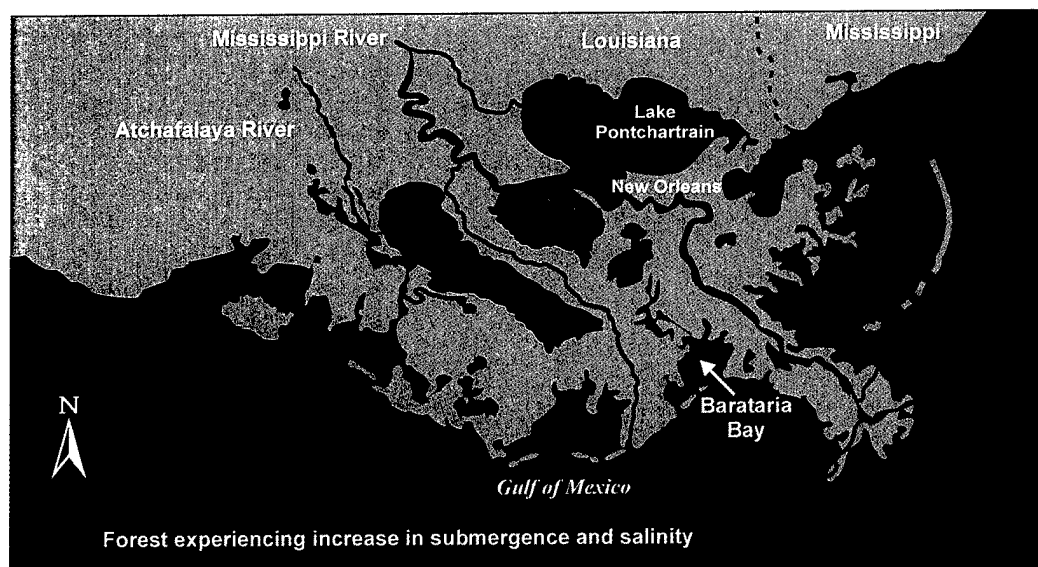 Mississippi River
Louisiana
Mississippi
Atchafalaya River
Lake
Pontchartrain
New Orleans
Barataria
Bay
N
Gulf of Mexico
Forest experiencing increase in submergence and salinity